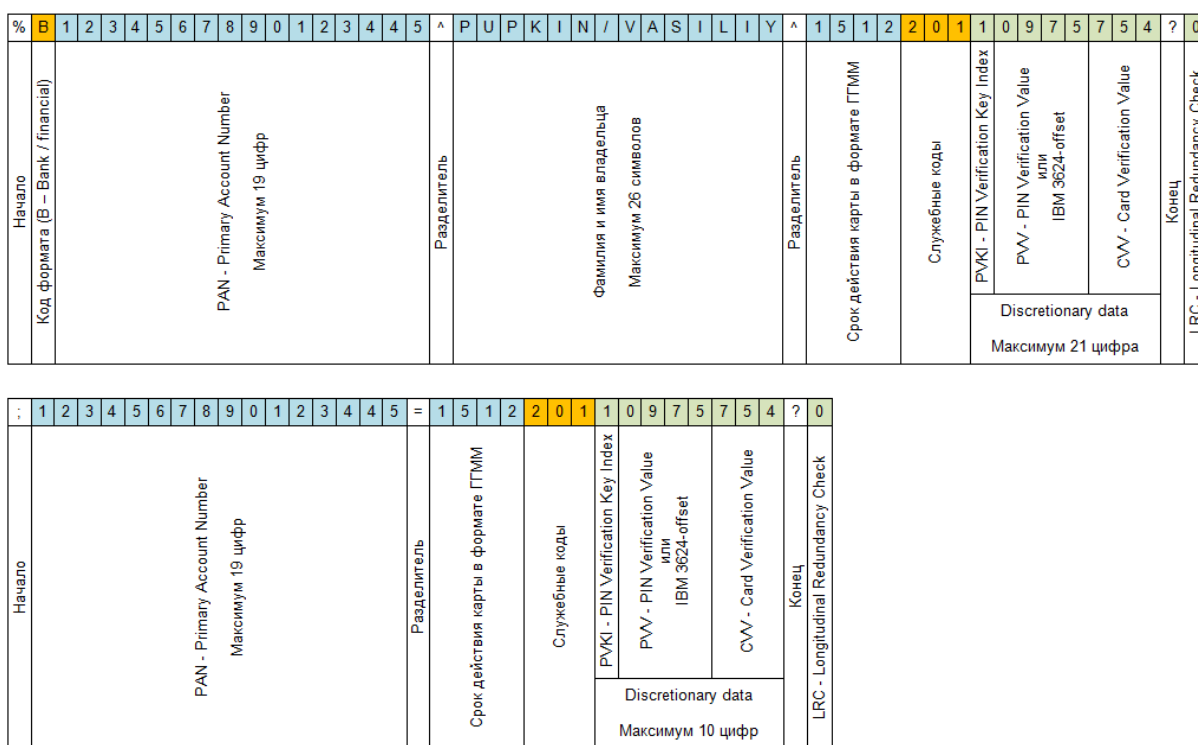 % B 1 2 3 4 5 6 7 8 9 0 1 2 3 4 4 5 ^ P U P K I N / V A S I L I Y ^ 1 5 1 2 2 0 1 1 0 9 7 5 7 5 4 ? 0
Начало
Код формата (B – Bank / financial)
PAN - Primary Account Number
Максимум 19 цифр
Разделитель
Фамилия и имя владельца
Максимум 26 символов
Разделитель
Срок действия карты в формате ГГММ
Служебные коды
PVKI - PIN Verification Key Index
PVV - PIN Verification Value
или
IBM 3624-offset
CVV - Card Verification Value
Discretionary data
Максимум 21 цифра
Конец
LRC - Longitudinal Redundancy Check
; 1 2 3 4 5 6 7 8 9 0 1 2 3 4 4 5 = 1 5 1 2 2 0 1 1 0 9 7 5 7 5 4 ? 0
Начало
PAN - Primary Account Number
Максимум 19 цифр
Разделитель
Срок действия карты в формате ГГММ
Служебные коды
PVKI - PIN Verification Key Index
PVV - PIN Verification Value
или
IBM 3624-offset
CVV - Card Verification Value
Discretionary data
Максимум 10 цифр
Конец
LRC - Longitudinal Redundancy Check